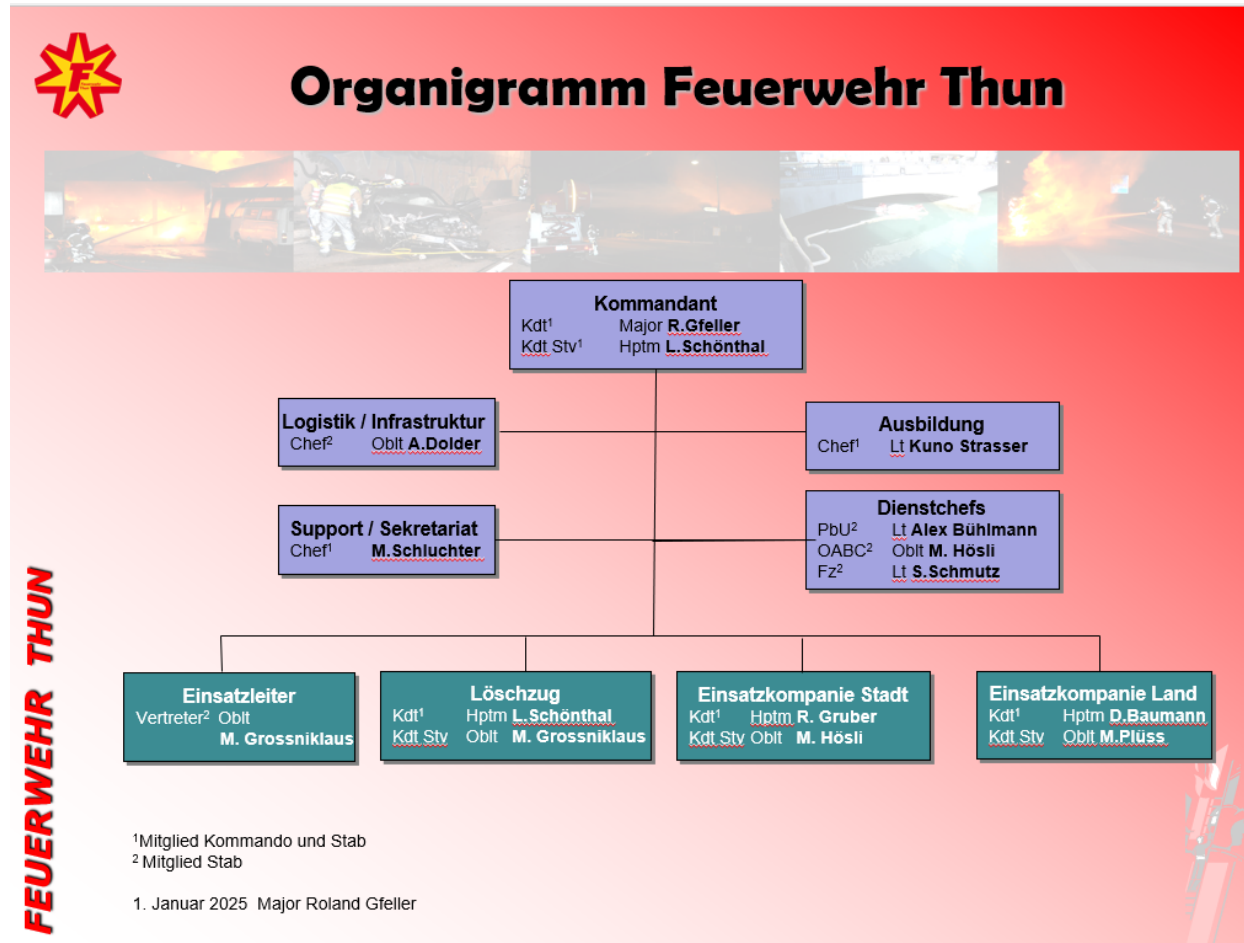 Organigramm Feuerwehr Thun
Kommandant
Kdt¹ Major R.Gfeller
Kdt Stv¹ Hptm L.Schönthal
Logistik / Infrastruktur
Chef² Oblt A.Dolder
Ausbildung
Chef¹ Lt Kuno Strasser
Support / Sekretariat
Chef¹ M.Schluchter
Dienstchefs
PbU² Lt Alex Bühlmann
OABC² Oblt M. Hösli
Fz² Lt S.Schmutz
Einsatzleiter
Vertreter² Oblt
M. Grossniklaus
Löschzug
Kdt¹ Hptm L.Schönthal
Kdt Stv Oblt M. Grossniklaus
Einsatzkompanie Stadt
Kdt¹ Hptm R. Gruber
Kdt Stv Oblt M. Hösli
Einsatzkompanie Land
Kdt¹ Hptm D.Baumann
Kdt Stv Oblt M.Plüss
FEUERWEHR THUN
¹Mitglied Kommando und Stab
² Mitglied Stab
1. Januar 2025 Major Roland Gfeller